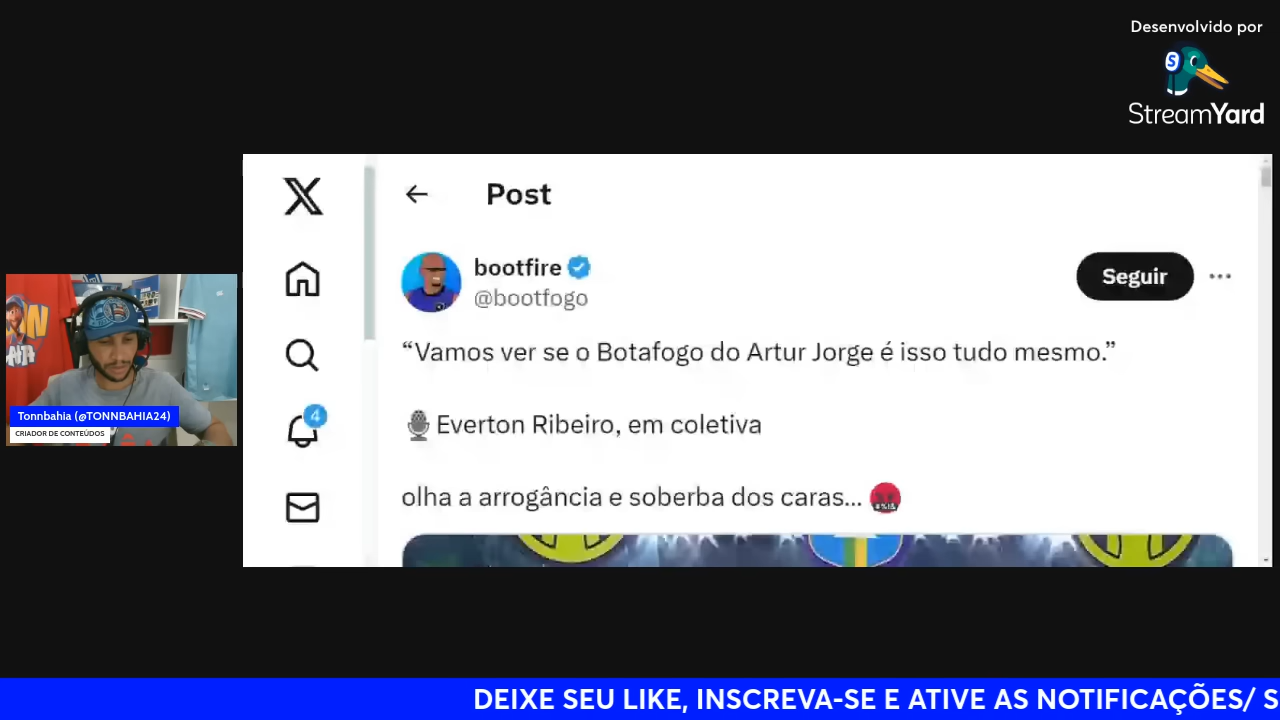 Desenvolvido por
StreamYard
Post
bootfire
@bootfogo
Seguir
“Vamos ver se o Botafogo do Artur Jorge é isso tudo mesmo.”
Everton Ribeiro, em coletiva
olha a arrogância e soberba dos caras...
4
Tonnbahia (@TONNBAHIA24)
CRIADOR DE CONTEÚDOS
DEIXE SEU LIKE, INSCREVA-SE E ATIVE AS NOTIFICAÇÕES/ S